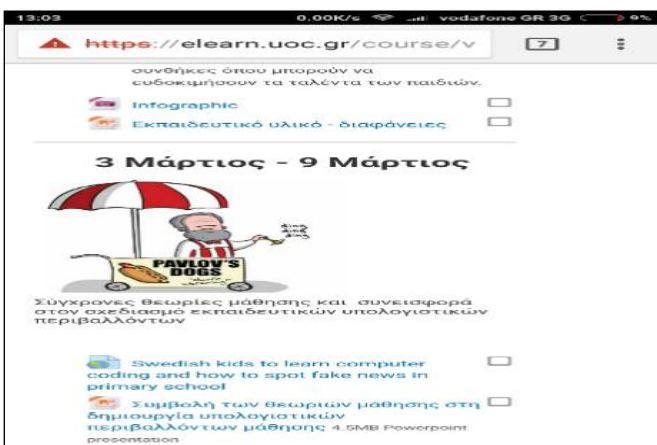 13:03 0.00K/s vodafone GR 3G 9%
https://elearn.uoc.gr/course/v 7
συνθήκες όπου μπορούν να
ευδοκιμήσουν τα ταλέντα των παιδιών.
Infographic
Εκπαιδευτικό υλικό - διαφάνειες
3 Μάρτιος - 9 Μάρτιος
ding
ding
ding
PAVLOV'S
DOGS
Σύγχρονες θεωρίες μάθησης και συνεισφορά
στον σχεδιασμό εκπαιδευτικών υπολογιστικών
περιβαλλόντων
Swedish kids to learn computer
coding and how to spot fake news in
primary school
Συμβολή των θεωριών μάθησης στη
δημιουργία υπολογιστικών
περιβαλλόντων μάθησης 4.5MB Powerpoint
presentation